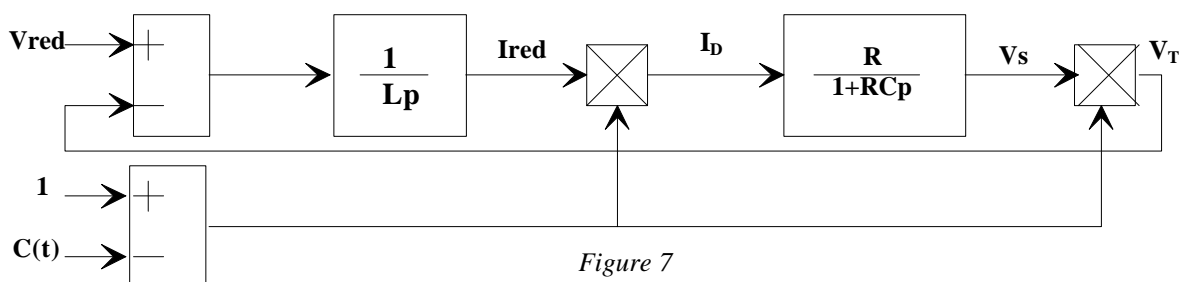 Vred
+
−
1
Lp
Ired
I_D
R
1+RCp
Vs
V_T
1
+
C(t)
−
Figure 7